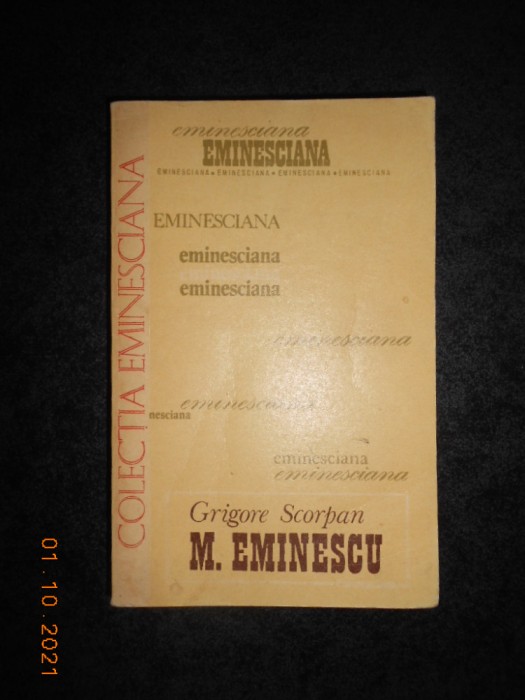 eminesciana
EMINESCIANA
EMINESCIANA • EMINESCIANA • EMINESCIANA • EMINESCIANA
EMINESCIANA
eminesciana
eminesciana
eminesciana
eminesciana
nesciana
eminesciana
eminesciana
Grigore Scorpan
M. EMINESCU
COLECȚIA EMINESCIANA
01.10.2021